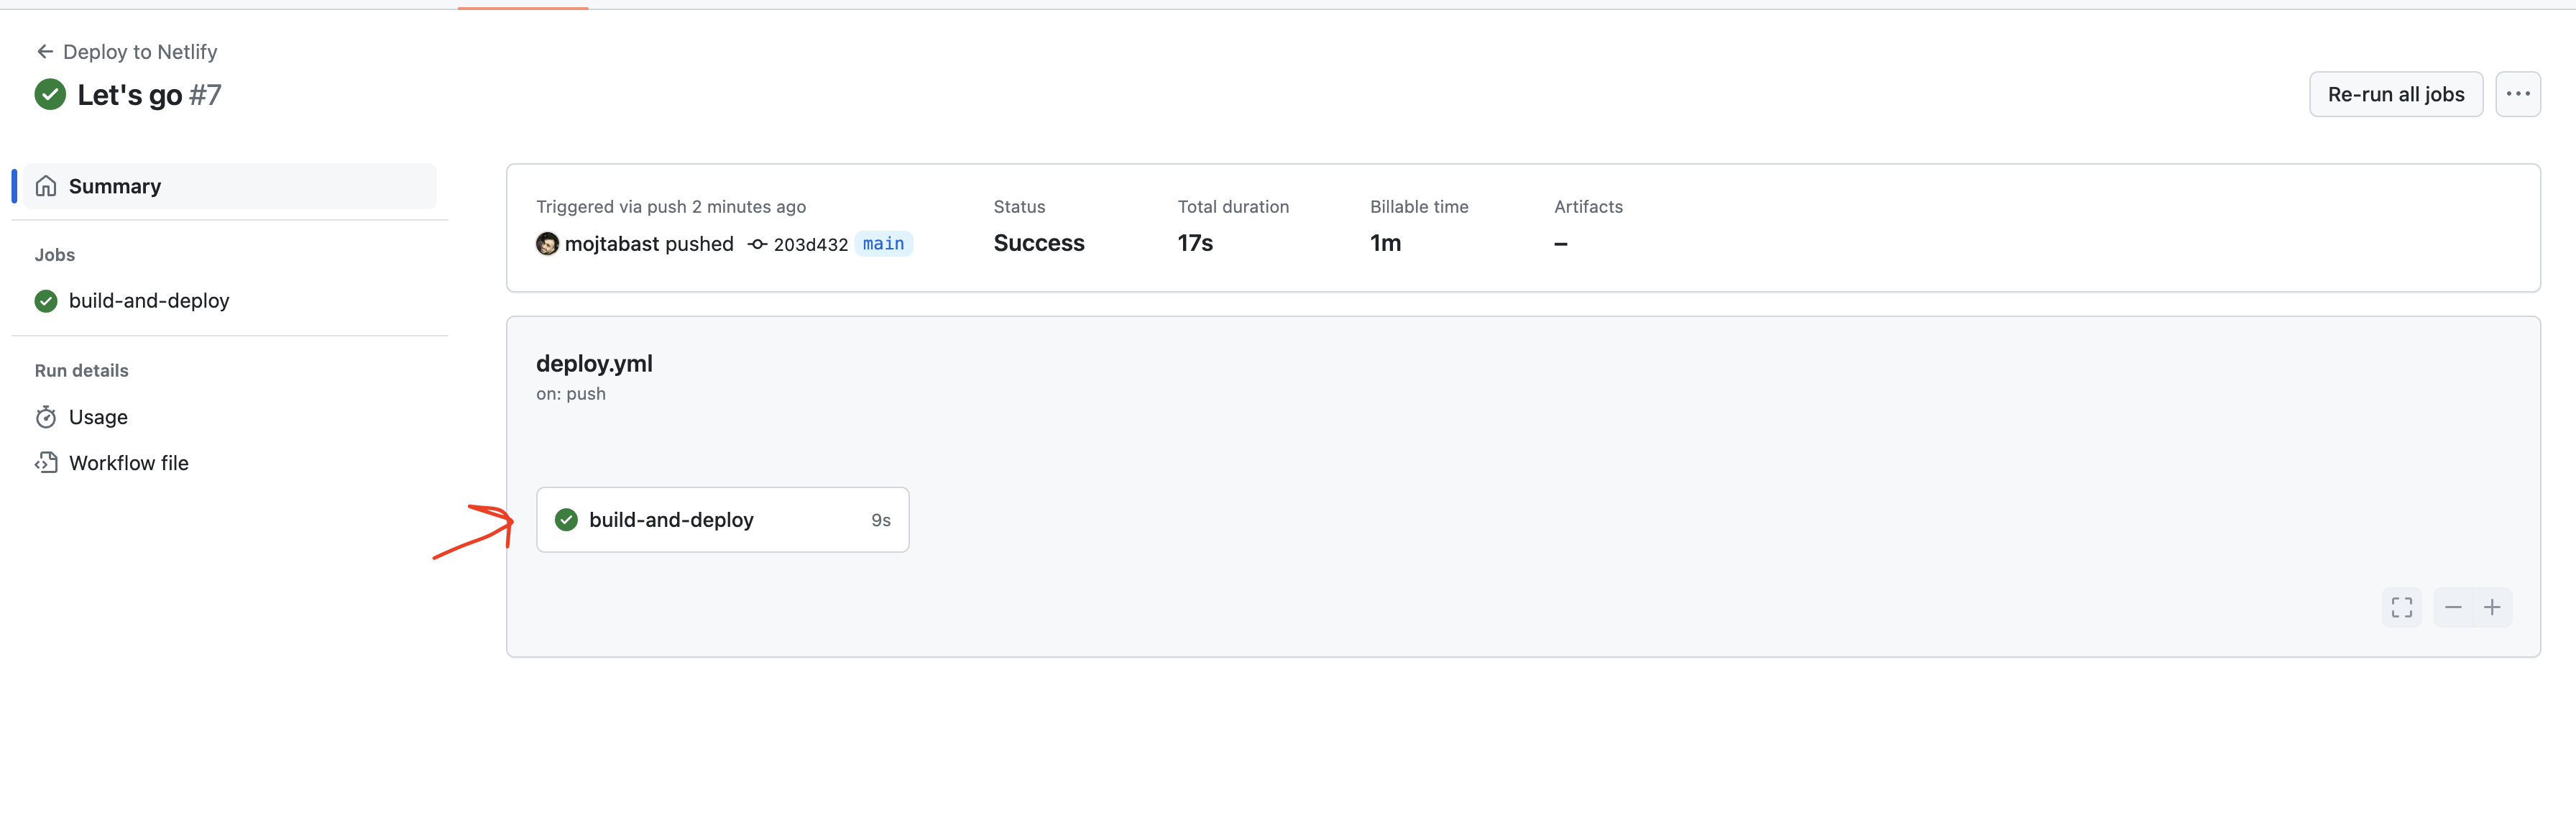 Deploy to Netlify
Let's go #7
Re-run all jobs
Summary
Jobs
build-and-deploy
Run details
Usage
Workflow file
Triggered via push 2 minutes ago
mojtabast pushed 203d432 main
Status
Success
Total duration
17s
Billable time
1m
Artifacts
–
deploy.yml
on: push
build-and-deploy 9s